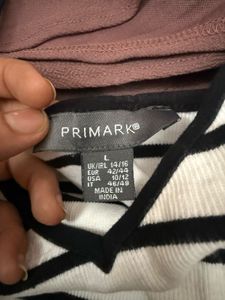 PRIMARK®
L
UK/IRL 14/16
EUR 42/44
USA 10/12
IT 46/48
MADE IN
INDIA